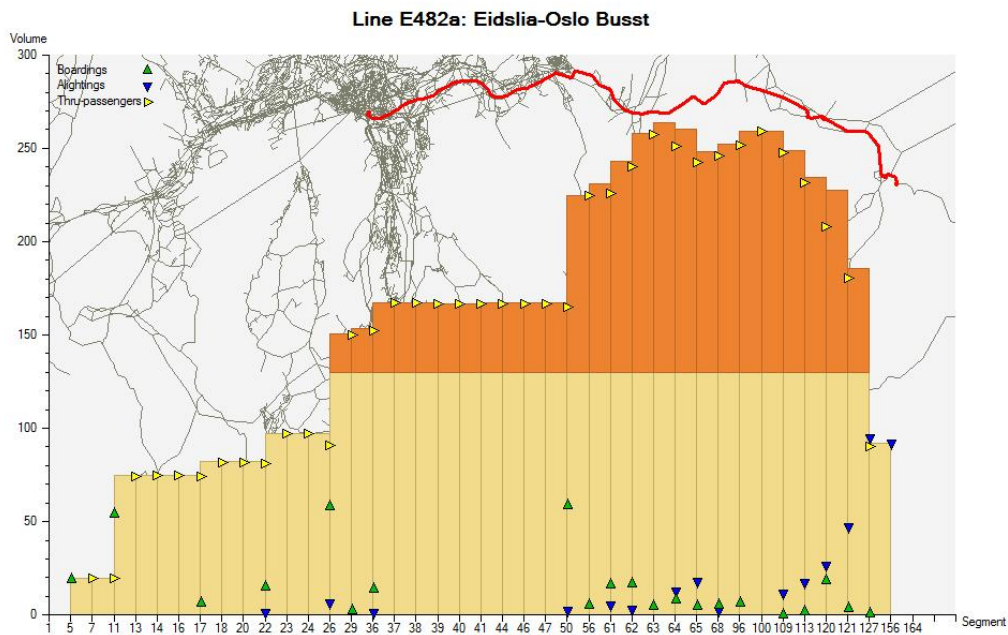 Line E482a: Eidslia-Oslo Busst
Volume
300
Boardings
Alightings
Thru-passengers
250
200
150
100
50
0
1 5 7 11 13 14 16 17 18 20 22 23 24 26 29 36 37 38 39 40 41 44 46 47 50 56 61 62 63 64 65 68 96 100 109 113 120 121 127 156 164 Segment